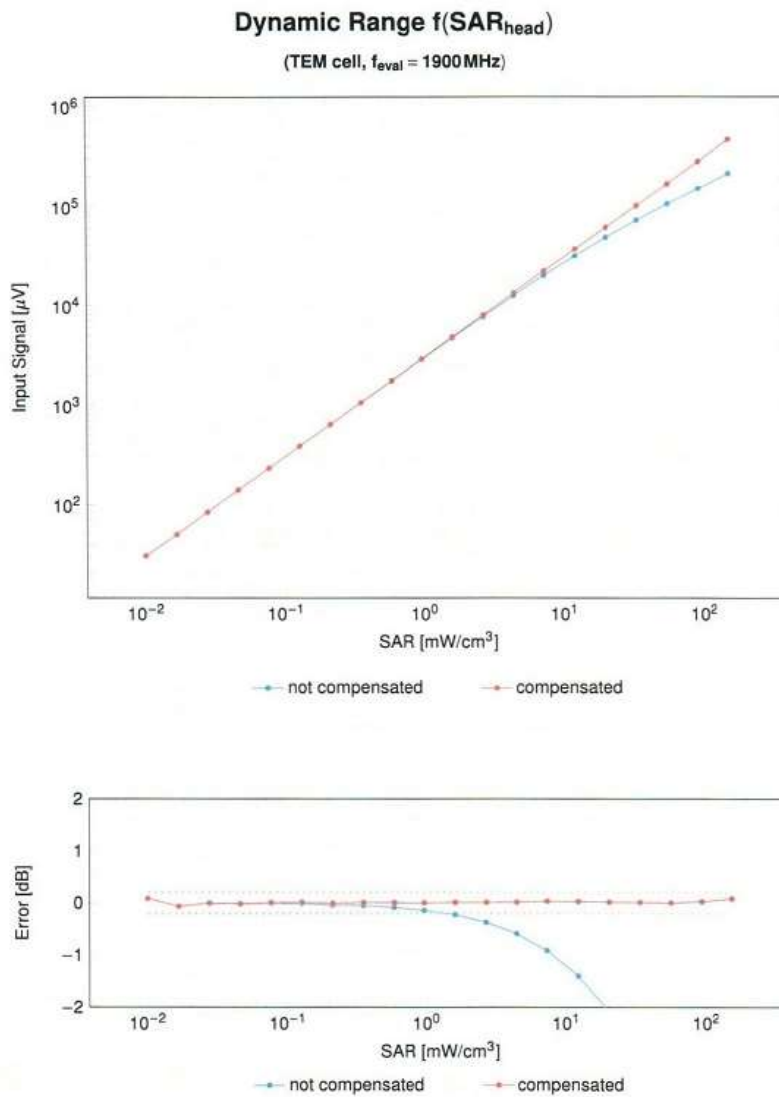 Dynamic Range f(SAR_head)
(TEM cell, f_eval = 1900 MHz)
10^6
10^5
10^4
10^3
10^2
Input Signal [µV]
10^-2 10^-1 10^0 10^1 10^2
SAR [mW/cm^3]
not compensated compensated
2
1
0
-1
-2
Error [dB]
10^-2 10^-1 10^0 10^1 10^2
SAR [mW/cm^3]
not compensated compensated